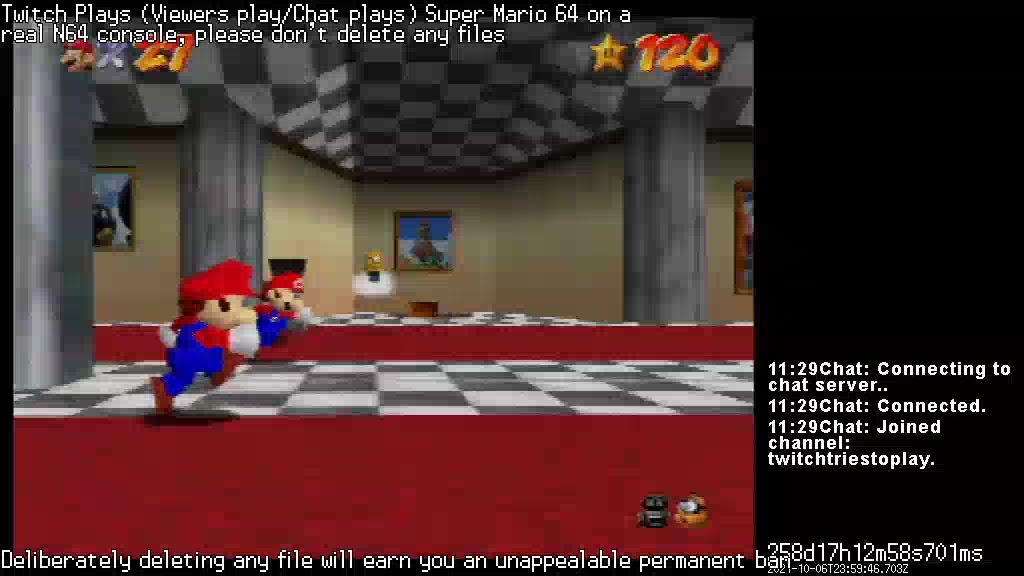 Twitch Plays (Viewers play/Chat plays) Super Mario 64 on a
real N64 console, please don't delete any files
27
120
11:29Chat: Connecting to
chat server..
11:29Chat: Connected.
11:29Chat: Joined
channel:
twitchtriestoplay.
258d17h12m58s701ms
Deliberately deleting any file will earn you an unappealable permanent ban
2021-10-06T23:59:46.703Z